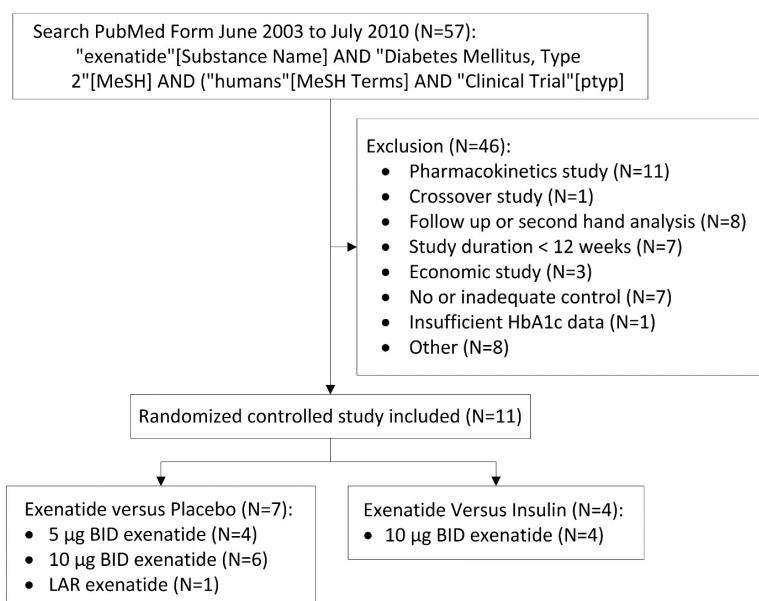 Search PubMed Form June 2003 to July 2010 (N=57):
"exenatide"[Substance Name] AND "Diabetes Mellitus, Type
2"[MeSH] AND ("humans"[MeSH Terms] AND "Clinical Trial"[ptyp]
Exclusion (N=46):
• Pharmacokinetics study (N=11)
• Crossover study (N=1)
• Follow up or second hand analysis (N=8)
• Study duration < 12 weeks (N=7)
• Economic study (N=3)
• No or inadequate control (N=7)
• Insufficient HbA1c data (N=1)
• Other (N=8)
Randomized controlled study included (N=11)
Exenatide versus Placebo (N=7):
• 5 µg BID exenatide (N=4)
• 10 µg BID exenatide (N=6)
• LAR exenatide (N=1)
Exenatide Versus Insulin (N=4):
• 10 µg BID exenatide (N=4)